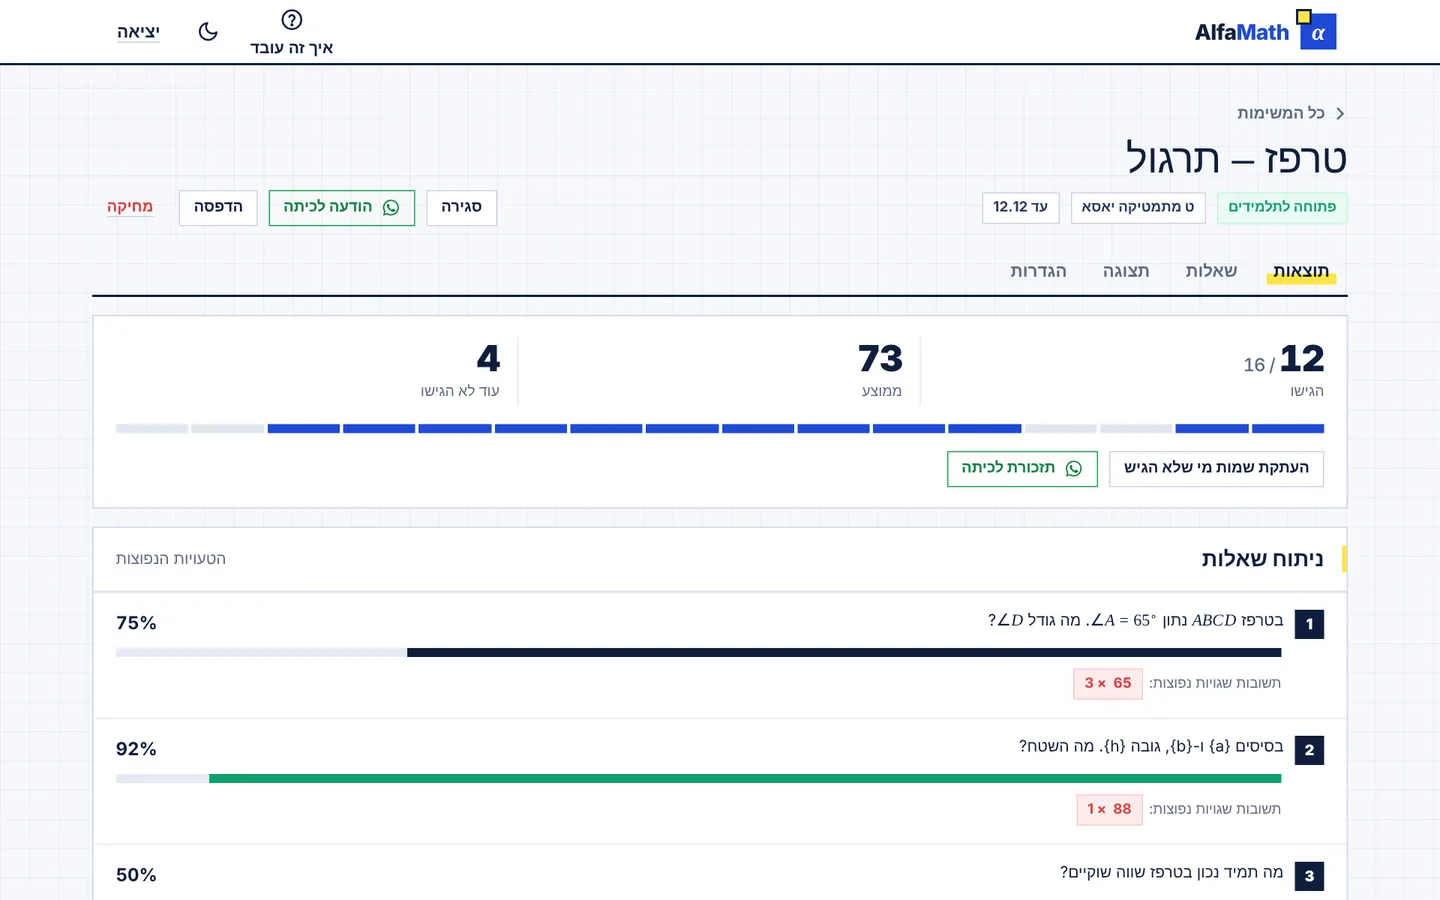 α AlfaMath
איך זה עובד
יציאה
כל המשימות
טרפז – תרגול
פתוחה לתלמידים
ט מתמטיקה יאסא
עד 12.12
סגירה
הודעה לכיתה
הדפסה
מחיקה
תוצאות
שאלות
תצוגה
הגדרות
12 / 16
הגישו
73
ממוצע
4
עוד לא הגישו
העתקת שמות מי שלא הגיש
תזכורת לכיתה
ניתוח שאלות
הטעויות הנפוצות
1 בטרפז ABCD נתון ∠A = 65°. מה גודל ∠D?
75%
תשובות שגויות נפוצות: 65 × 3
2 בסיסים {a} ו-{b}, גובה {h}. מה השטח?
92%
תשובות שגויות נפוצות: 88 × 1
3 מה תמיד נכון בטרפז שווה שוקיים?
50%